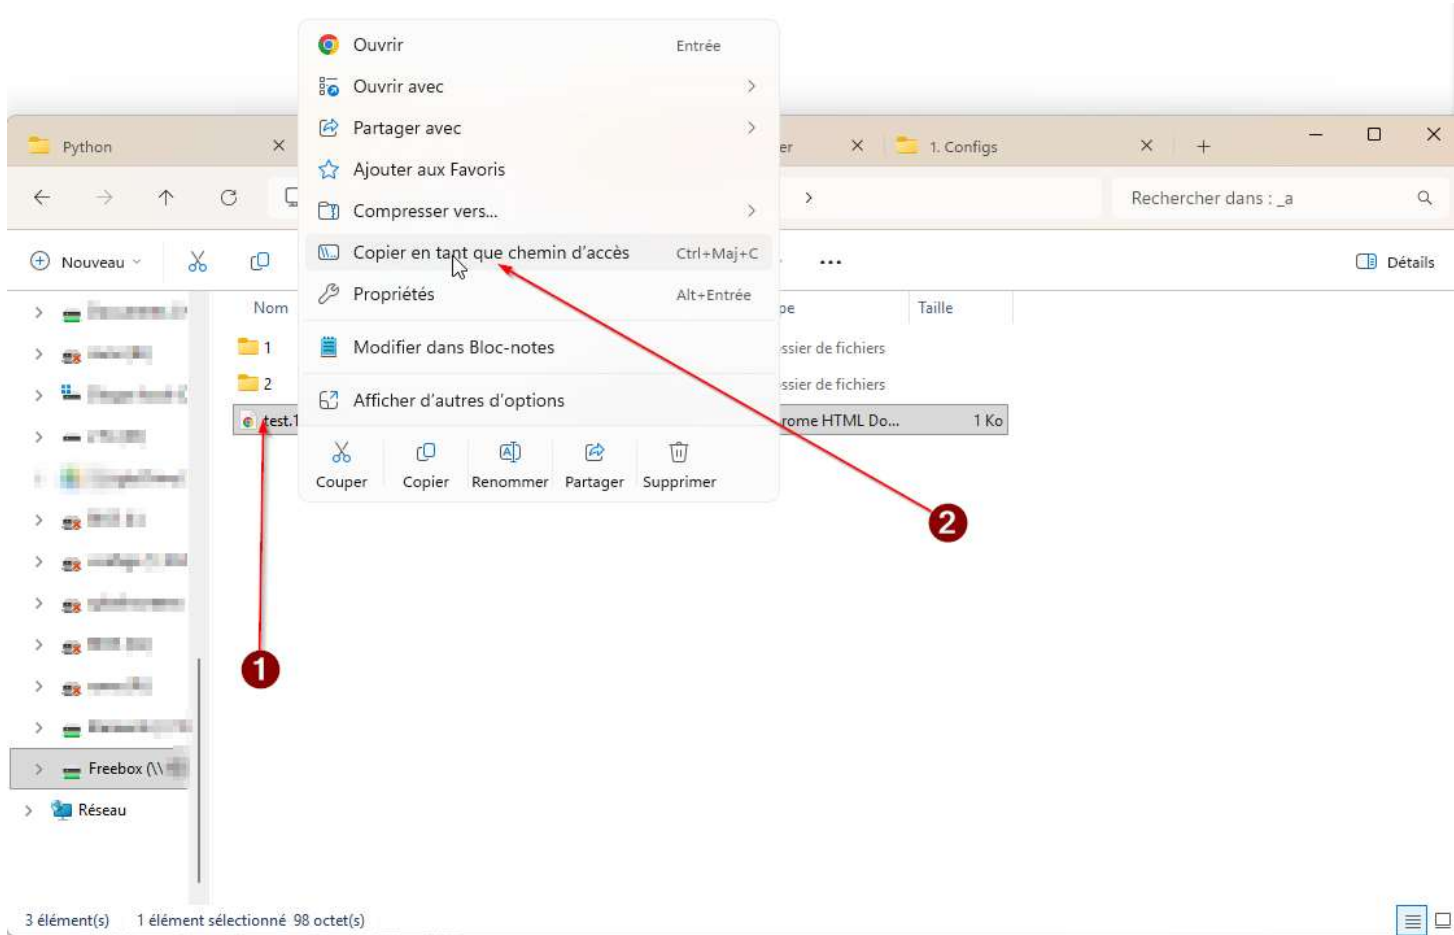 Ouvrir Entrée
Ouvrir avec
Partager avec
Ajouter aux Favoris
Compresser vers...
Copier en tant que chemin d'accès Ctrl+Maj+C
Propriétés Alt+Entrée
Modifier dans Bloc-notes
Afficher d'autres d'options
Couper Copier Renommer Partager Supprimer
Python er 1. Configs
Rechercher dans : _a
Nouveau Détails
Nom pe Taille
1 ssier de fichiers
2 ssier de fichiers
test.1 rome HTML Do... 1 Ko
2
1
Freebox (\\
Réseau
3 élément(s) 1 élément sélectionné 98 octet(s)